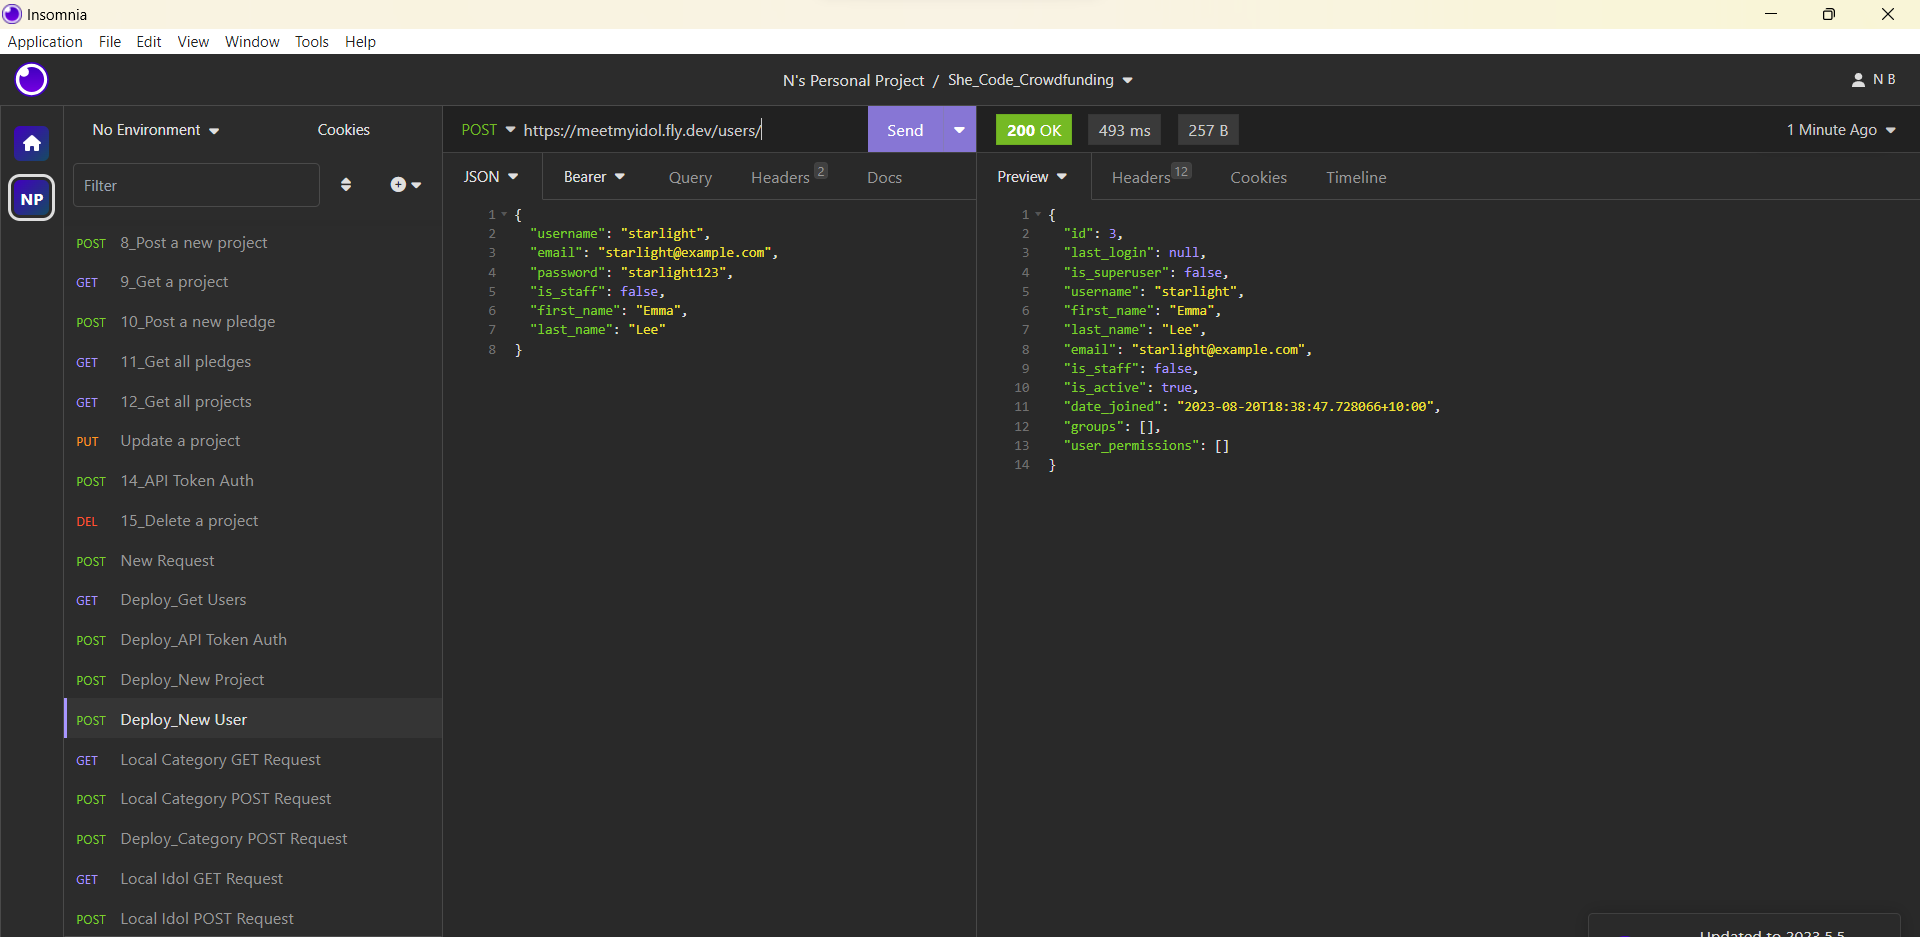 Insomnia
Application File Edit View Window Tools Help
N's Personal Project / She_Code_Crowdfunding
N B
No Environment
Cookies
POST https://meetmyidol.fly.dev/users/
Send
200 OK
493 ms
257 B
1 Minute Ago
NP
Filter
POST 8_Post a new project
GET 9_Get a project
POST 10_Post a new pledge
GET 11_Get all pledges
GET 12_Get all projects
PUT Update a project
POST 14_API Token Auth
DEL 15_Delete a project
POST New Request
GET Deploy_Get Users
POST Deploy_API Token Auth
POST Deploy_New Project
POST Deploy_New User
GET Local Category GET Request
POST Local Category POST Request
POST Deploy_Category POST Request
GET Local Idol GET Request
POST Local Idol POST Request
JSON Bearer Query Headers 2 Docs
1 {
2 "username": "starlight",
3 "email": "starlight@example.com",
4 "password": "starlight123",
5 "is_staff": false,
6 "first_name": "Emma",
7 "last_name": "Lee"
8 }
Preview Headers 12 Cookies Timeline
1 {
2 "id": 3,
3 "last_login": null,
4 "is_superuser": false,
5 "username": "starlight",
6 "first_name": "Emma",
7 "last_name": "Lee",
8 "email": "starlight@example.com",
9 "is_staff": false,
10 "is_active": true,
11 "date_joined": "2023-08-20T18:38:47.728066+10:00",
12 "groups": [],
13 "user_permissions": []
14 }
Updated to 2023.5.5